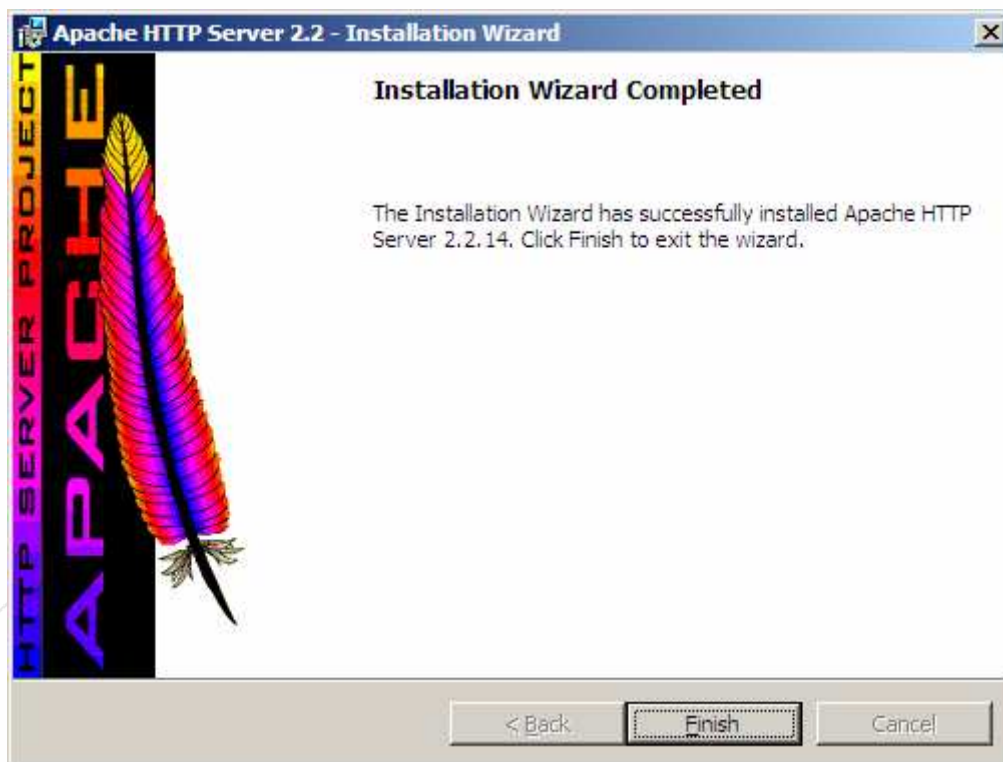 Apache HTTP Server 2.2 - Installation Wizard
HTTP SERVER PROJECT
APACHE
Installation Wizard Completed
The Installation Wizard has successfully installed Apache HTTP
Server 2.2.14. Click Finish to exit the wizard.
< Back
Finish
Cancel